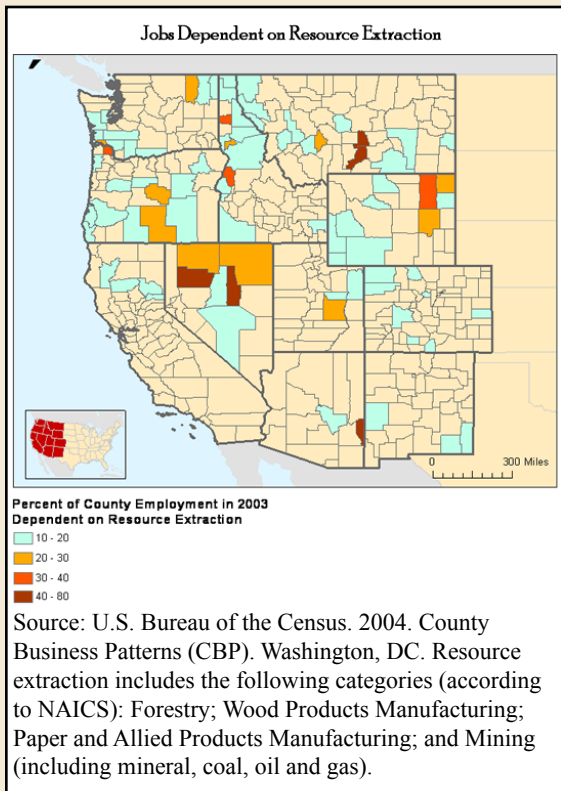 Jobs Dependent on Resource Extraction
0 300 Miles
Percent of County Employment in 2003
Dependent on Resource Extraction
10 - 20
20 - 30
30 - 40
40 - 80
Source: U.S. Bureau of the Census. 2004. County
Business Patterns (CBP). Washington, DC. Resource
extraction includes the following categories (according
to NAICS): Forestry; Wood Products Manufacturing;
Paper and Allied Products Manufacturing; and Mining
(including mineral, coal, oil and gas).